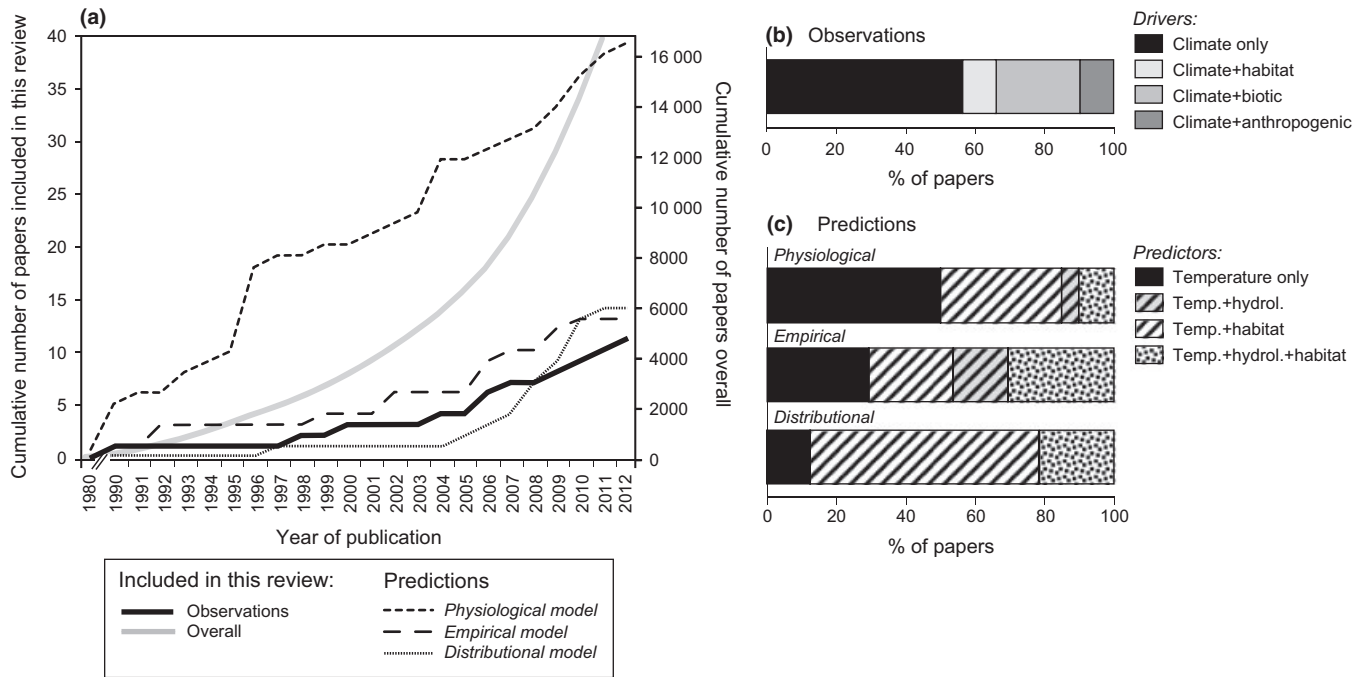 (a)
Cumulative number of papers included in this review
40
35
30
25
20
15
10
5
0
16 000
14 000
12 000
10 000
8000
6000
4000
2000
0
Cumulative number of papers overall
1980
1990
1991
1992
1993
1994
1995
1996
1997
1999
2000
2001
2002
2003
2004
2005
2006
2007
2008
2009
2010
2011
2012
Year of publication
Included in this review:
Observations
Overall
Predictions
Physiological model
Empirical model
Distributional model
(b) Observations
0 20 40 60 80 100
% of papers
Drivers:
Climate only
Climate+habitat
Climate+biotic
Climate+anthropogenic
(c) Predictions
Physiological
Empirical
Distributional
0 20 40 60 80 100
% of papers
Predictors:
Temperature only
Temp.+hydrol.
Temp.+habitat
Temp.+hydrol.+habitat